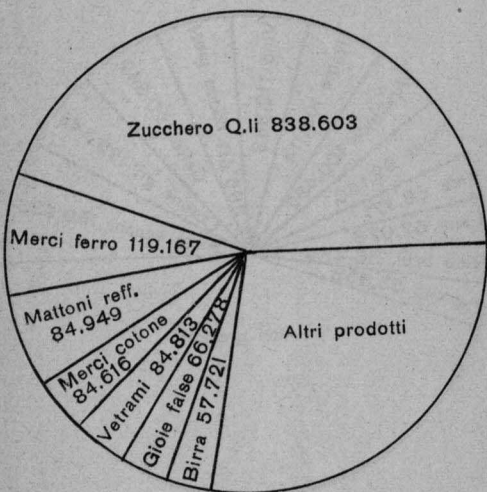 Zucchero Q.li 838.603
Merci ferro 119.167
Mattoni reff.
84.949
Merci cotone
84.616
Vetrami 84.813
Gioie false 66.278
Birra 57.721
Altri prodotti